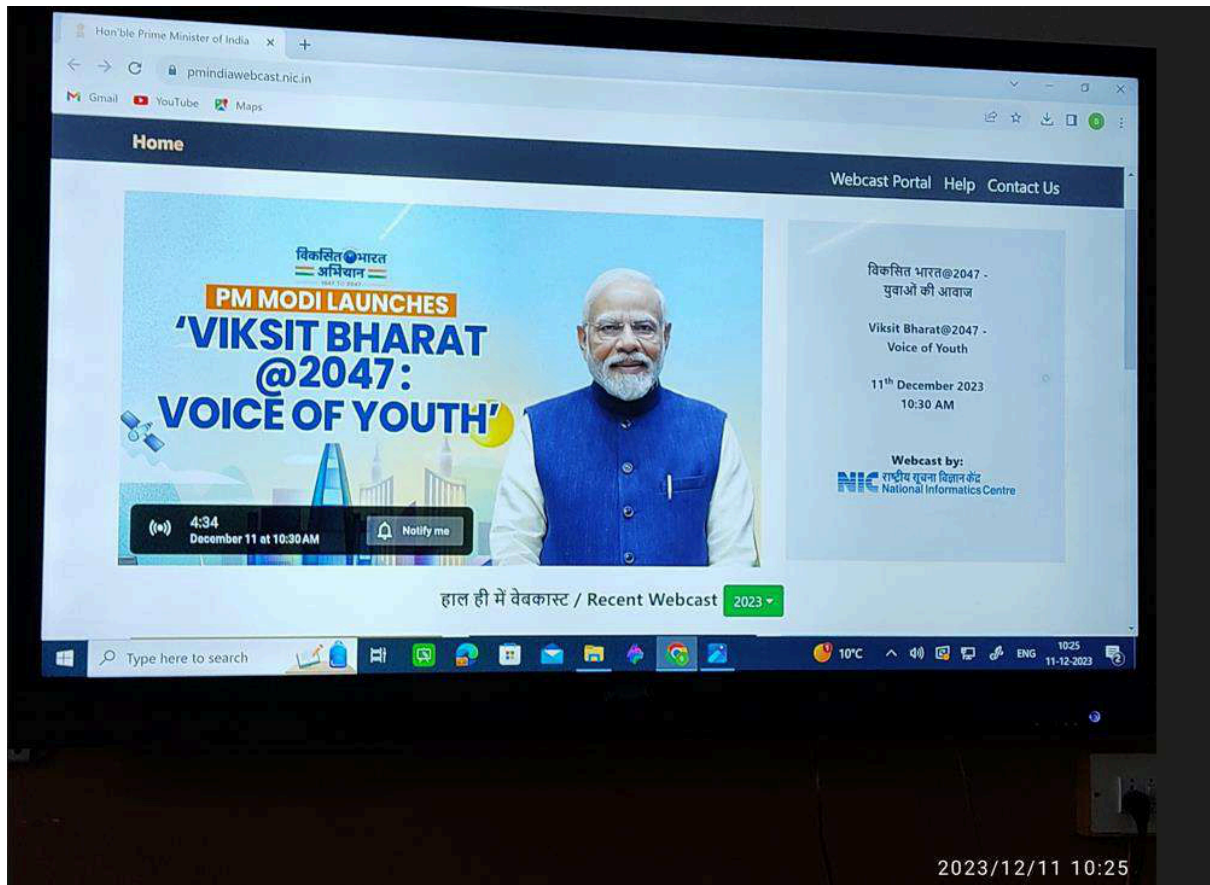 Hon'ble Prime Minister of India
pmindiawebcast.nic.in
Gmail YouTube Maps
Home
Webcast Portal Help Contact Us
विकसित भारत
अभियान
PM MODI LAUNCHES
'VIKSIT BHARAT
@2047:
VOICE OF YOUTH'
4:34
December 11 at 10:30 AM
Notify me
विकसित भारत@2047 -
युवाओं की आवाज
Viksit Bharat@2047 -
Voice of Youth
11th December 2023
10:30 AM
Webcast by:
NIC राष्ट्रीय सूचना विज्ञान केंद्र
National Informatics Centre
हाल ही में वेबकास्ट / Recent Webcast 2023
Type here to search
10°C
ENG
10:25
11-12-2023
2023/12/11 10:25